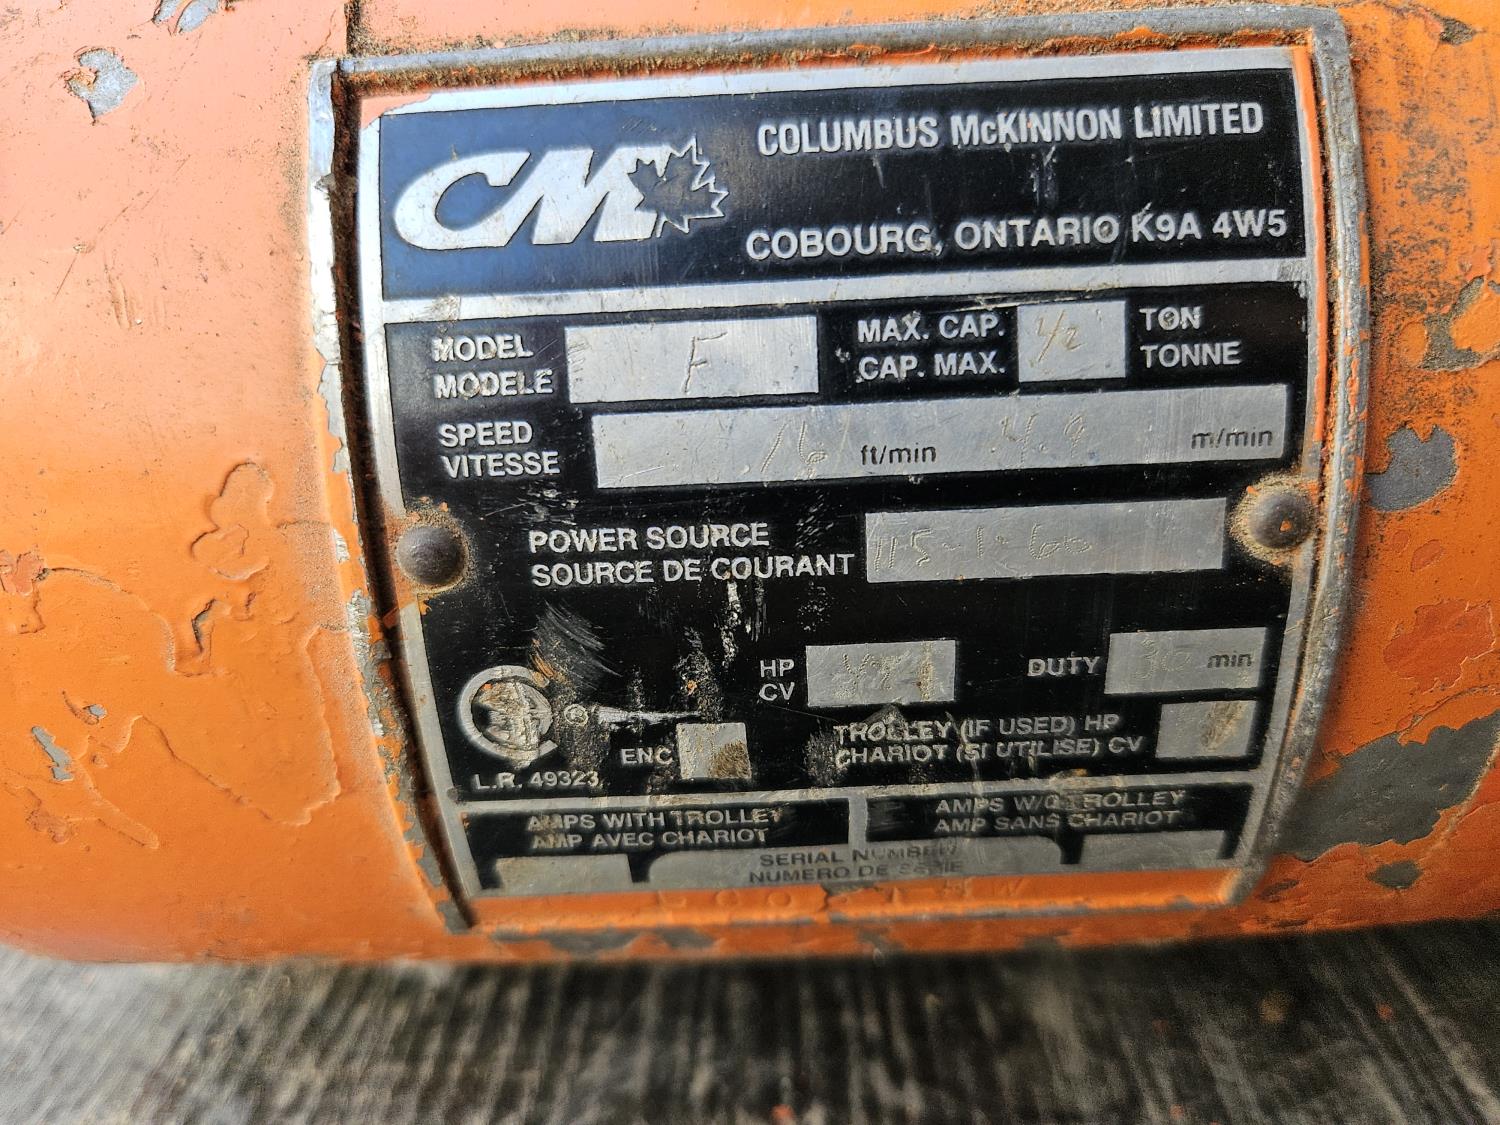 CM
COLUMBUS McKINNON LIMITED
COBOURG, ONTARIO K9A 4W5
MODEL
MODELE
F
MAX. CAP.
CAP. MAX.
1/2
TON
TONNE
SPEED
VITESSE
16 ft/min 4.9 m/min
POWER SOURCE
SOURCE DE COURANT
115-1-60
HP
CV
DUTY 30 min
ENC
TROLLEY (IF USED) HP
CHARIOT (SI UTILISE) CV
®
L.R. 49323
AMPS WITH TROLLEY
AMP AVEC CHARIOT
AMPS W/O TROLLEY
AMP SANS CHARIOT
SERIAL NUMBER
NUMERO DE SERIE